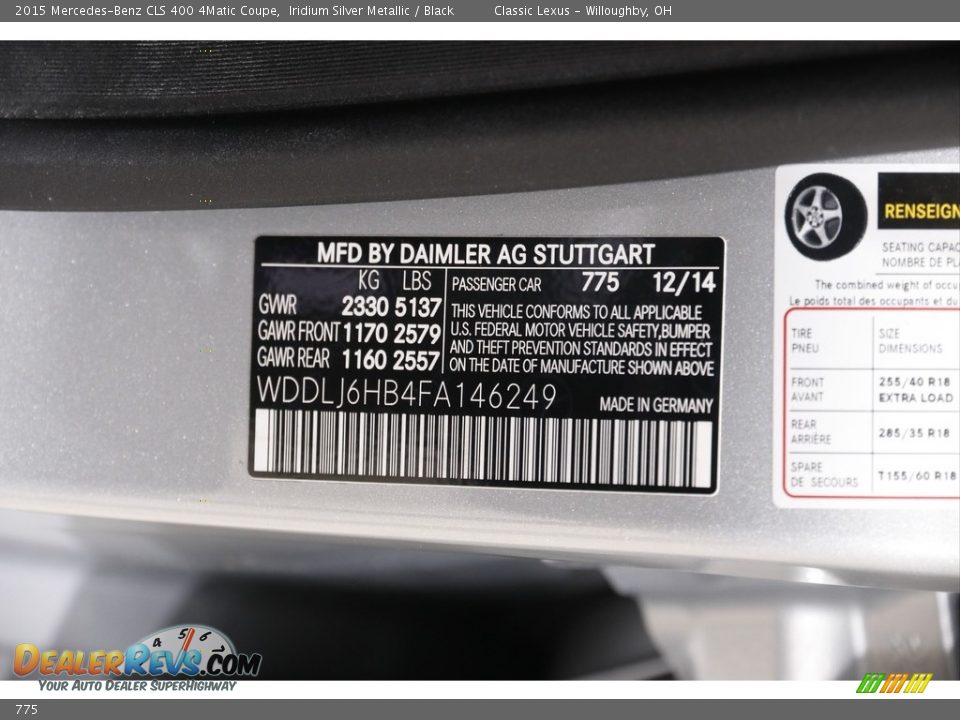 2015 Mercedes-Benz CLS 400 4Matic Coupe, Iridium Silver Metallic / Black Classic Lexus - Willoughby, OH
MFD BY DAIMLER AG STUTTGART
KG LBS
GVWR 2330 5137
GAWR FRONT 1170 2579
GAWR REAR 1160 2557
PASSENGER CAR 775 12/14
THIS VEHICLE CONFORMS TO ALL APPLICABLE
U.S. FEDERAL MOTOR VEHICLE SAFETY,BUMPER
AND THEFT PREVENTION STANDARDS IN EFFECT
ON THE DATE OF MANUFACTURE SHOWN ABOVE
WDDLJ6HB4FA146249
MADE IN GERMANY
RENSEIGN
SEATING CAPAC
NOMBRE DE PL
The combined weight of occu
Le poids total des occupants et du
TIRE SIZE
PNEU DIMENSIONS
FRONT 255/40 R18
AVANT EXTRA LOAD
REAR
ARRIÈRE 285/35 R18
SPARE
DE SECOURS T155/60 R18
4 5 6
DEALERREVS.COM
YOUR AUTO DEALER SUPERHIGHWAY
775